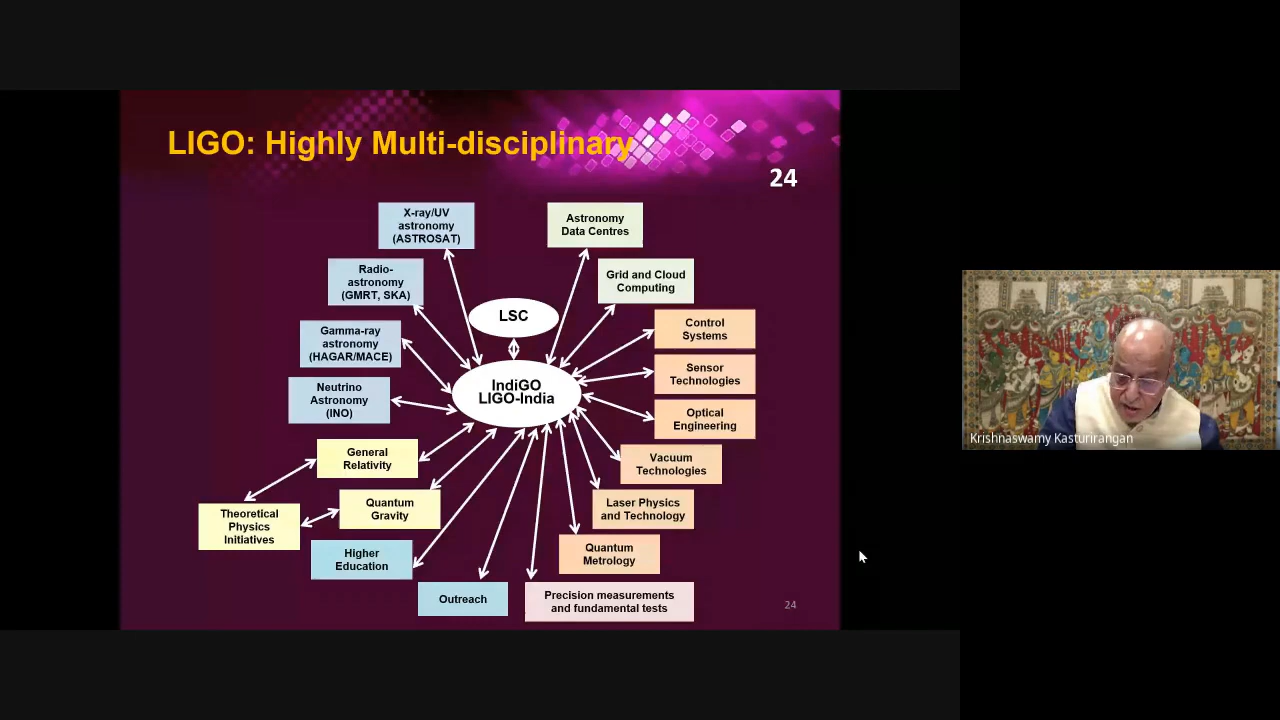 LIGO: Highly Multi-disciplinary
24
X-ray/UV
astronomy
(ASTROSAT)
Astronomy
Data Centres
Radio-
astronomy
(GMRT, SKA)
Grid and Cloud
Computing
LSC
Gamma-ray
astronomy
(HAGAR/MACE)
Control
Systems
Neutrino
Astronomy
(INO)
IndiGO
LIGO-India
Sensor
Technologies
Optical
Engineering
General
Relativity
Vacuum
Technologies
Theoretical
Physics
Initiatives
Quantum
Gravity
Laser Physics
and Technology
Higher
Education
Quantum
Metrology
Outreach
Precision measurements
and fundamental tests
24
Krishnaswamy Kasturirangan